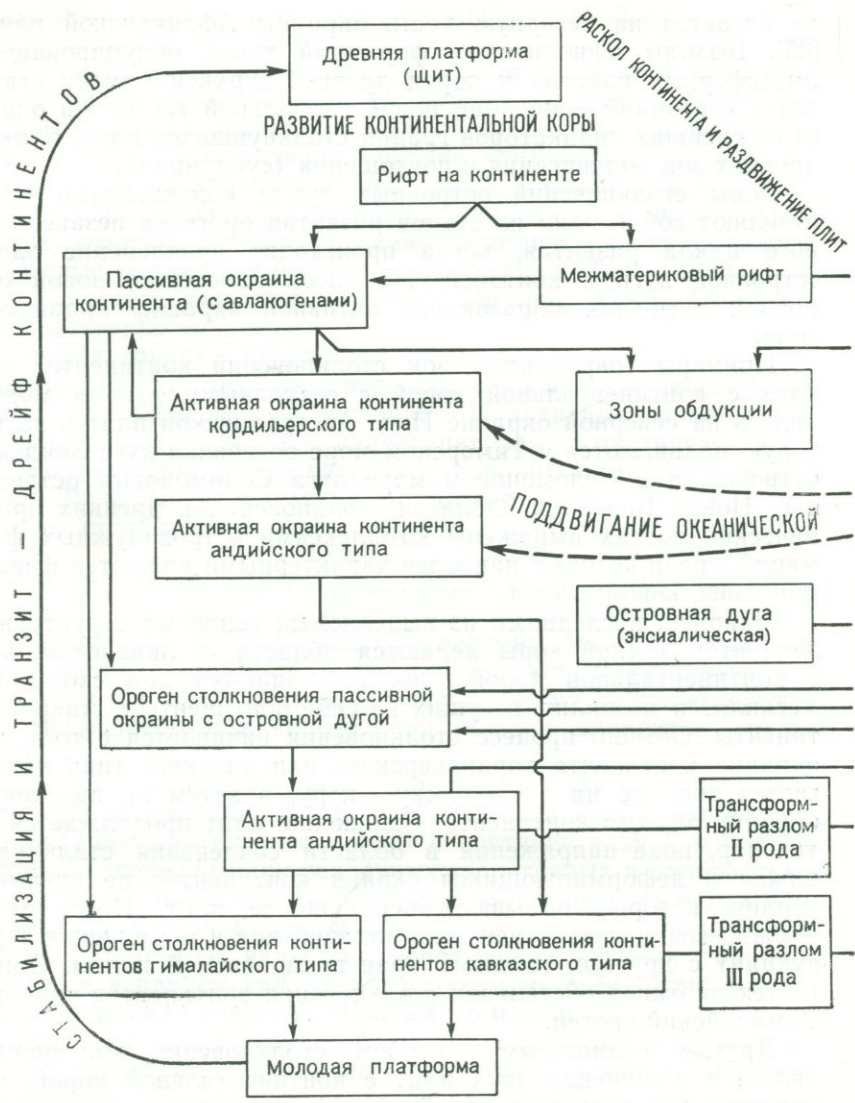 Древняя платформа
(щит)
РАЗВИТИЕ КОНТИНЕНТАЛЬНОЙ КОРЫ
РАСКОЛ КОНТИНЕНТА И РАЗДВИЖЕНИЕ ПЛИТ
Рифт на континенте
Пассивная окраина
континента (с авлакогенами)
Межматериковый рифт
Активная окраина континента
кордильерского типа
Зоны обдукции
ПОДДВИГАНИЕ ОКЕАНИЧЕСКОЙ
Активная окраина континента
андийского типа
Островная дуга
(энсиалическая)
Ороген столкновения пассивной
окраины с островной дугой
Активная окраина конти-
нента андийского типа
Трансформ-
ный разлом
II рода
Ороген столкновения конти-
нентов гималайского типа
Ороген столкновения конти-
нентов кавказского типа
Трансформ-
ный разлом
III рода
Молодая платформа
СТАБИЛИЗАЦИЯ И ТРАНЗИТ — ДРЕЙФ КОНТИНЕНТОВ